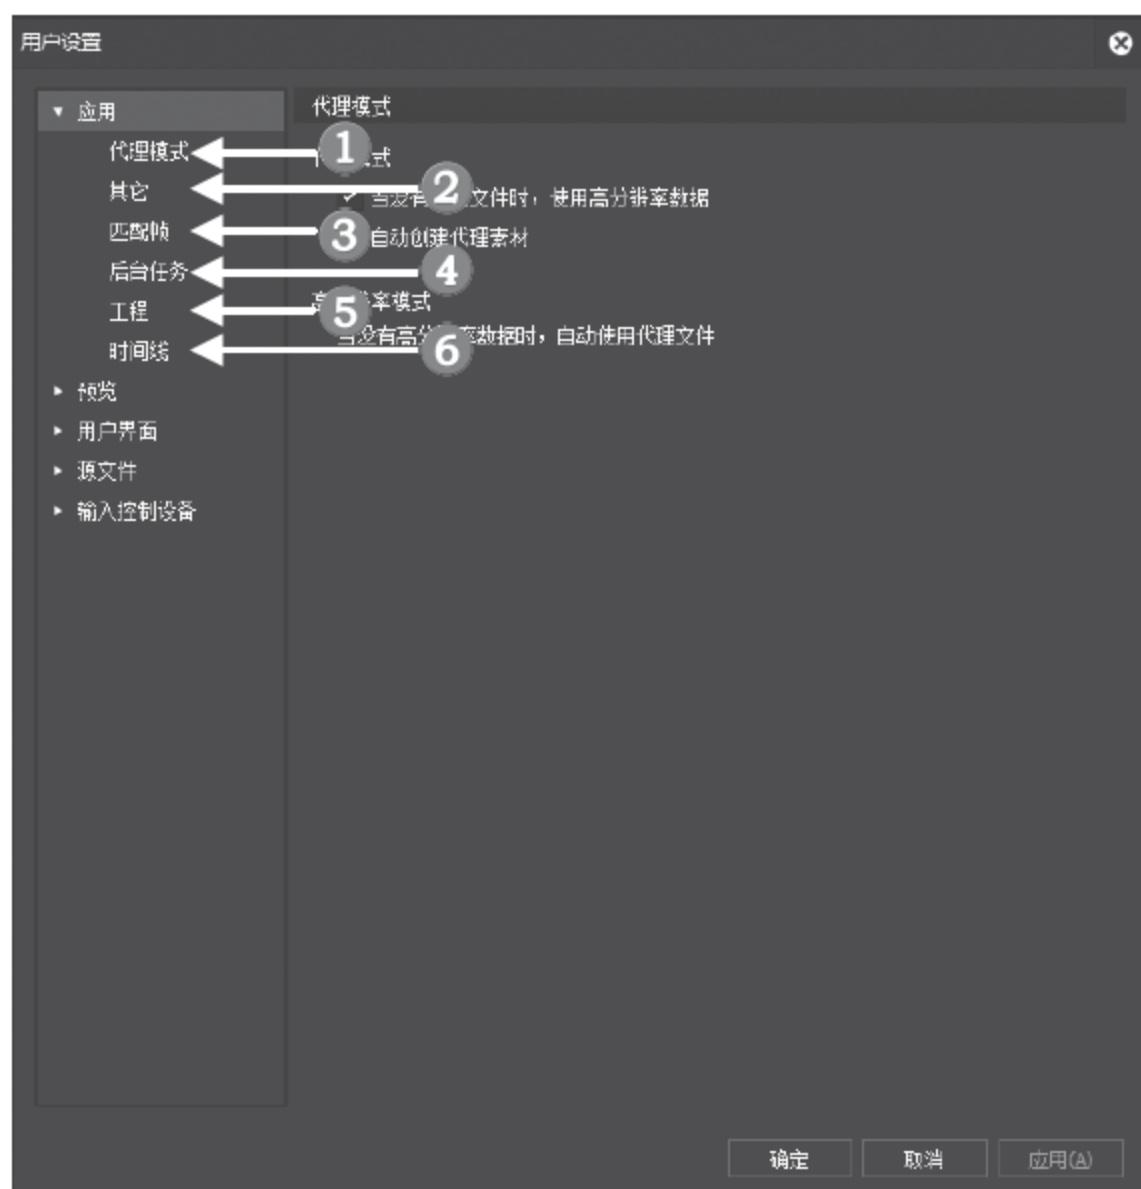 用户设置
应用
代理模式
其它
匹配帧
后台任务
工程
时间线
预览
用户界面
源文件
输入控制设备
代理模式
代 式
当没有 文件时，使用高分辨率数据
自动创建代理素材
高 率模式
当没有高分 率数据时，自动使用代理文件
1
2
3
4
5
6
确定
取消
应用(A)